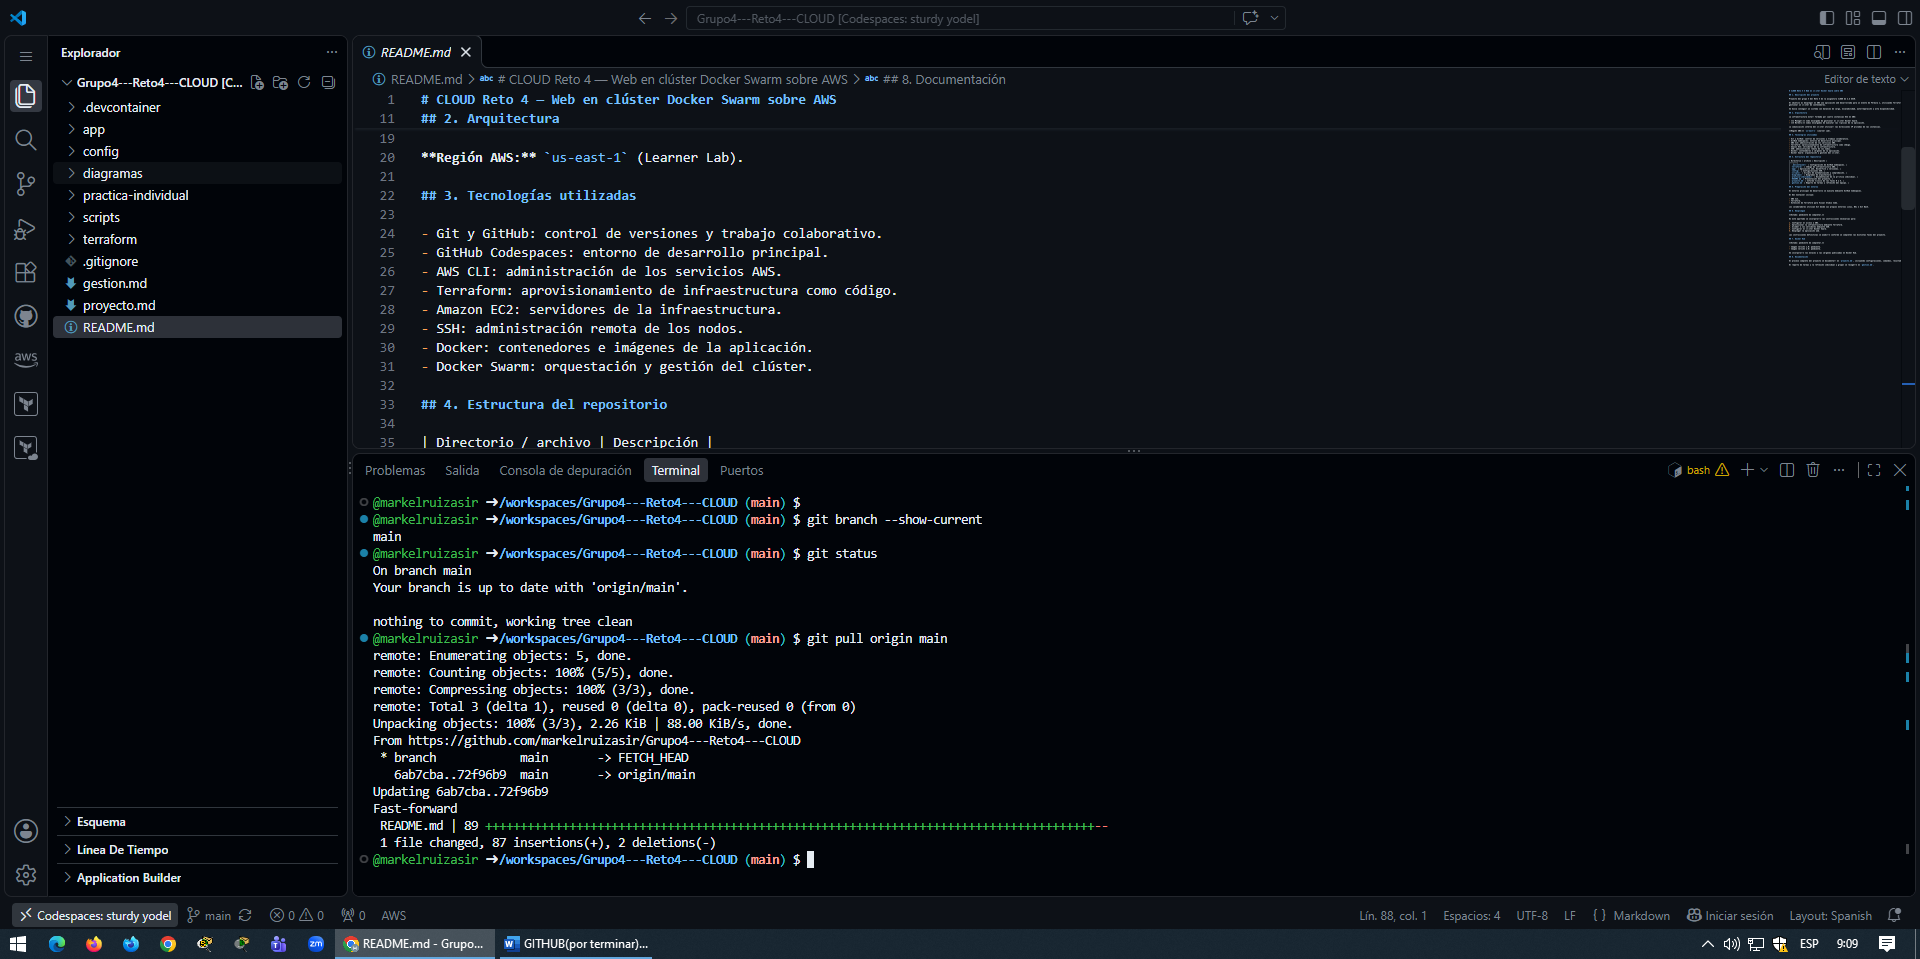 Grupo4---Reto4---CLOUD [Codespaces: sturdy yodel]
Explorador
Grupo4---Reto4---CLOUD [C...
.devcontainer
app
config
diagramas
practica-individual
scripts
terraform
.gitignore
gestion.md
proyecto.md
README.md
Esquema
Línea De Tiempo
Application Builder
aws
README.md
README.md > abc # CLOUD Reto 4 — Web en clúster Docker Swarm sobre AWS > abc ## 8. Documentación
Editor de texto
1 # CLOUD Reto 4 — Web en clúster Docker Swarm sobre AWS
11 ## 2. Arquitectura
19
20 **Región AWS:** `us-east-1` (Learner Lab).
21
22 ## 3. Tecnologías utilizadas
23
24 - Git y GitHub: control de versiones y trabajo colaborativo.
25 - GitHub Codespaces: entorno de desarrollo principal.
26 - AWS CLI: administración de los servicios AWS.
27 - Terraform: aprovisionamiento de infraestructura como código.
28 - Amazon EC2: servidores de la infraestructura.
29 - SSH: administración remota de los nodos.
30 - Docker: contenedores e imágenes de la aplicación.
31 - Docker Swarm: orquestación y gestión del clúster.
32
33 ## 4. Estructura del repositorio
34
35 | Directorio / archivo | Descripción |
Problemas Salida Consola de depuración Terminal Puertos
bash
@markelruizasir ➜/workspaces/Grupo4---Reto4---CLOUD (main) $
@markelruizasir ➜/workspaces/Grupo4---Reto4---CLOUD (main) $ git branch --show-current
main
@markelruizasir ➜/workspaces/Grupo4---Reto4---CLOUD (main) $ git status
On branch main
Your branch is up to date with 'origin/main'.
nothing to commit, working tree clean
@markelruizasir ➜/workspaces/Grupo4---Reto4---CLOUD (main) $ git pull origin main
remote: Enumerating objects: 5, done.
remote: Counting objects: 100% (5/5), done.
remote: Compressing objects: 100% (3/3), done.
remote: Total 3 (delta 1), reused 0 (delta 0), pack-reused 0 (from 0)
Unpacking objects: 100% (3/3), 2.26 KiB | 88.00 KiB/s, done.
From https://github.com/markelruizasir/Grupo4---Reto4---CLOUD
* branch main -> FETCH_HEAD
6ab7cba..72f96b9 main -> origin/main
Updating 6ab7cba..72f96b9
Fast-forward
README.md | 89 +++++++++++++++++++++++++++++++++++++++++++++++++++++++++++++++++++++++++++++++++++++++--
1 file changed, 87 insertions(+), 2 deletions(-)
@markelruizasir ➜/workspaces/Grupo4---Reto4---CLOUD (main) $
Codespaces: sturdy yodel main 0 0 0 AWS
Lín. 88, col. 1 Espacios: 4 UTF-8 LF { } Markdown Iniciar sesión Layout: Spanish
README.md - Grupo... GITHUB(por terminar)... ESP 9:09